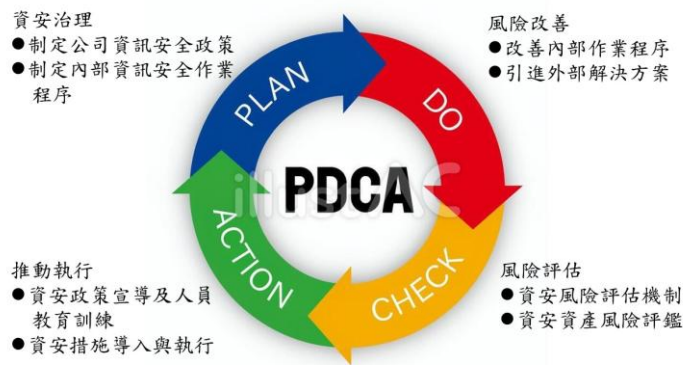 資安治理
●制定公司資訊安全政策
●制定內部資訊安全作業
程序
風險改善
●改善內部作業程序
●引進外部解決方案
PLAN
DO
PDCA
illustAC
ACTION
CHECK
推動執行
●資安政策宣導及人員
教育訓練
●資安措施導入與執行
風險評估
●資安風險評估機制
●資安資產風險評鑑